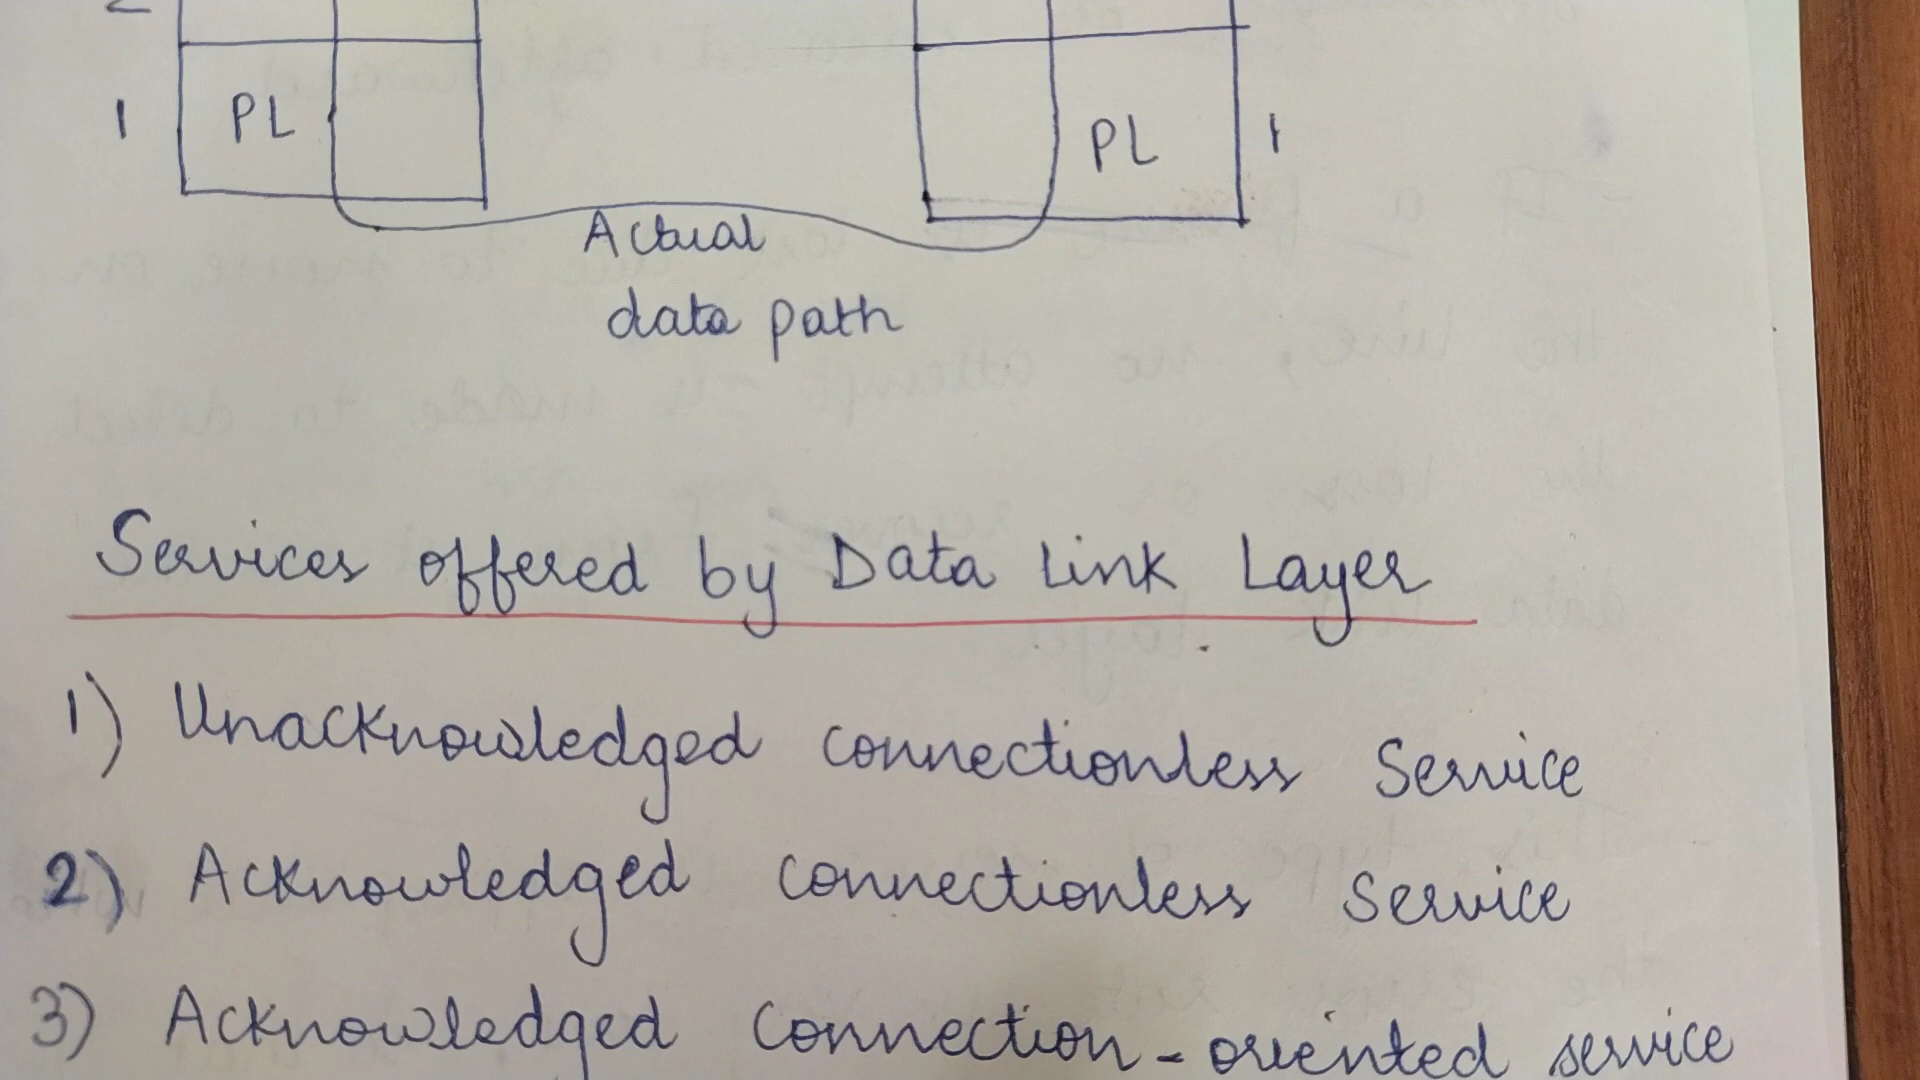 1 PL PL 1
Actual
data path
Services offered by Data Link Layer
1) Unacknowledged connectionless Service
2) Acknowledged connectionless Service
3) Acknowledged connection-oriented service